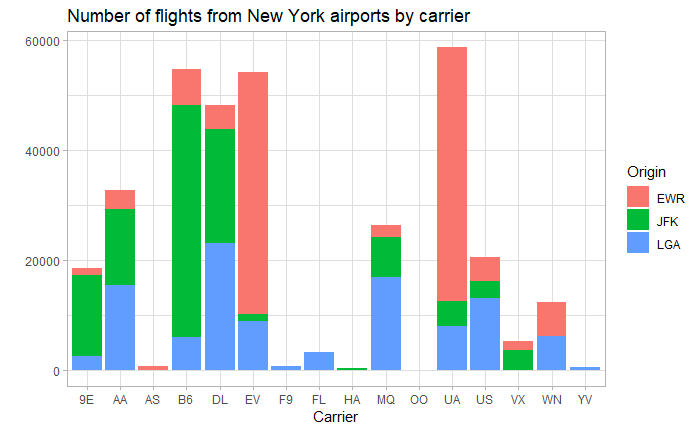 Number of flights from New York airports by carrier
60000
40000
20000
0
9E AA AS B6 DL EV F9 FL HA MQ OO UA US VX WN YV
Carrier
Origin
EWR
JFK
LGA